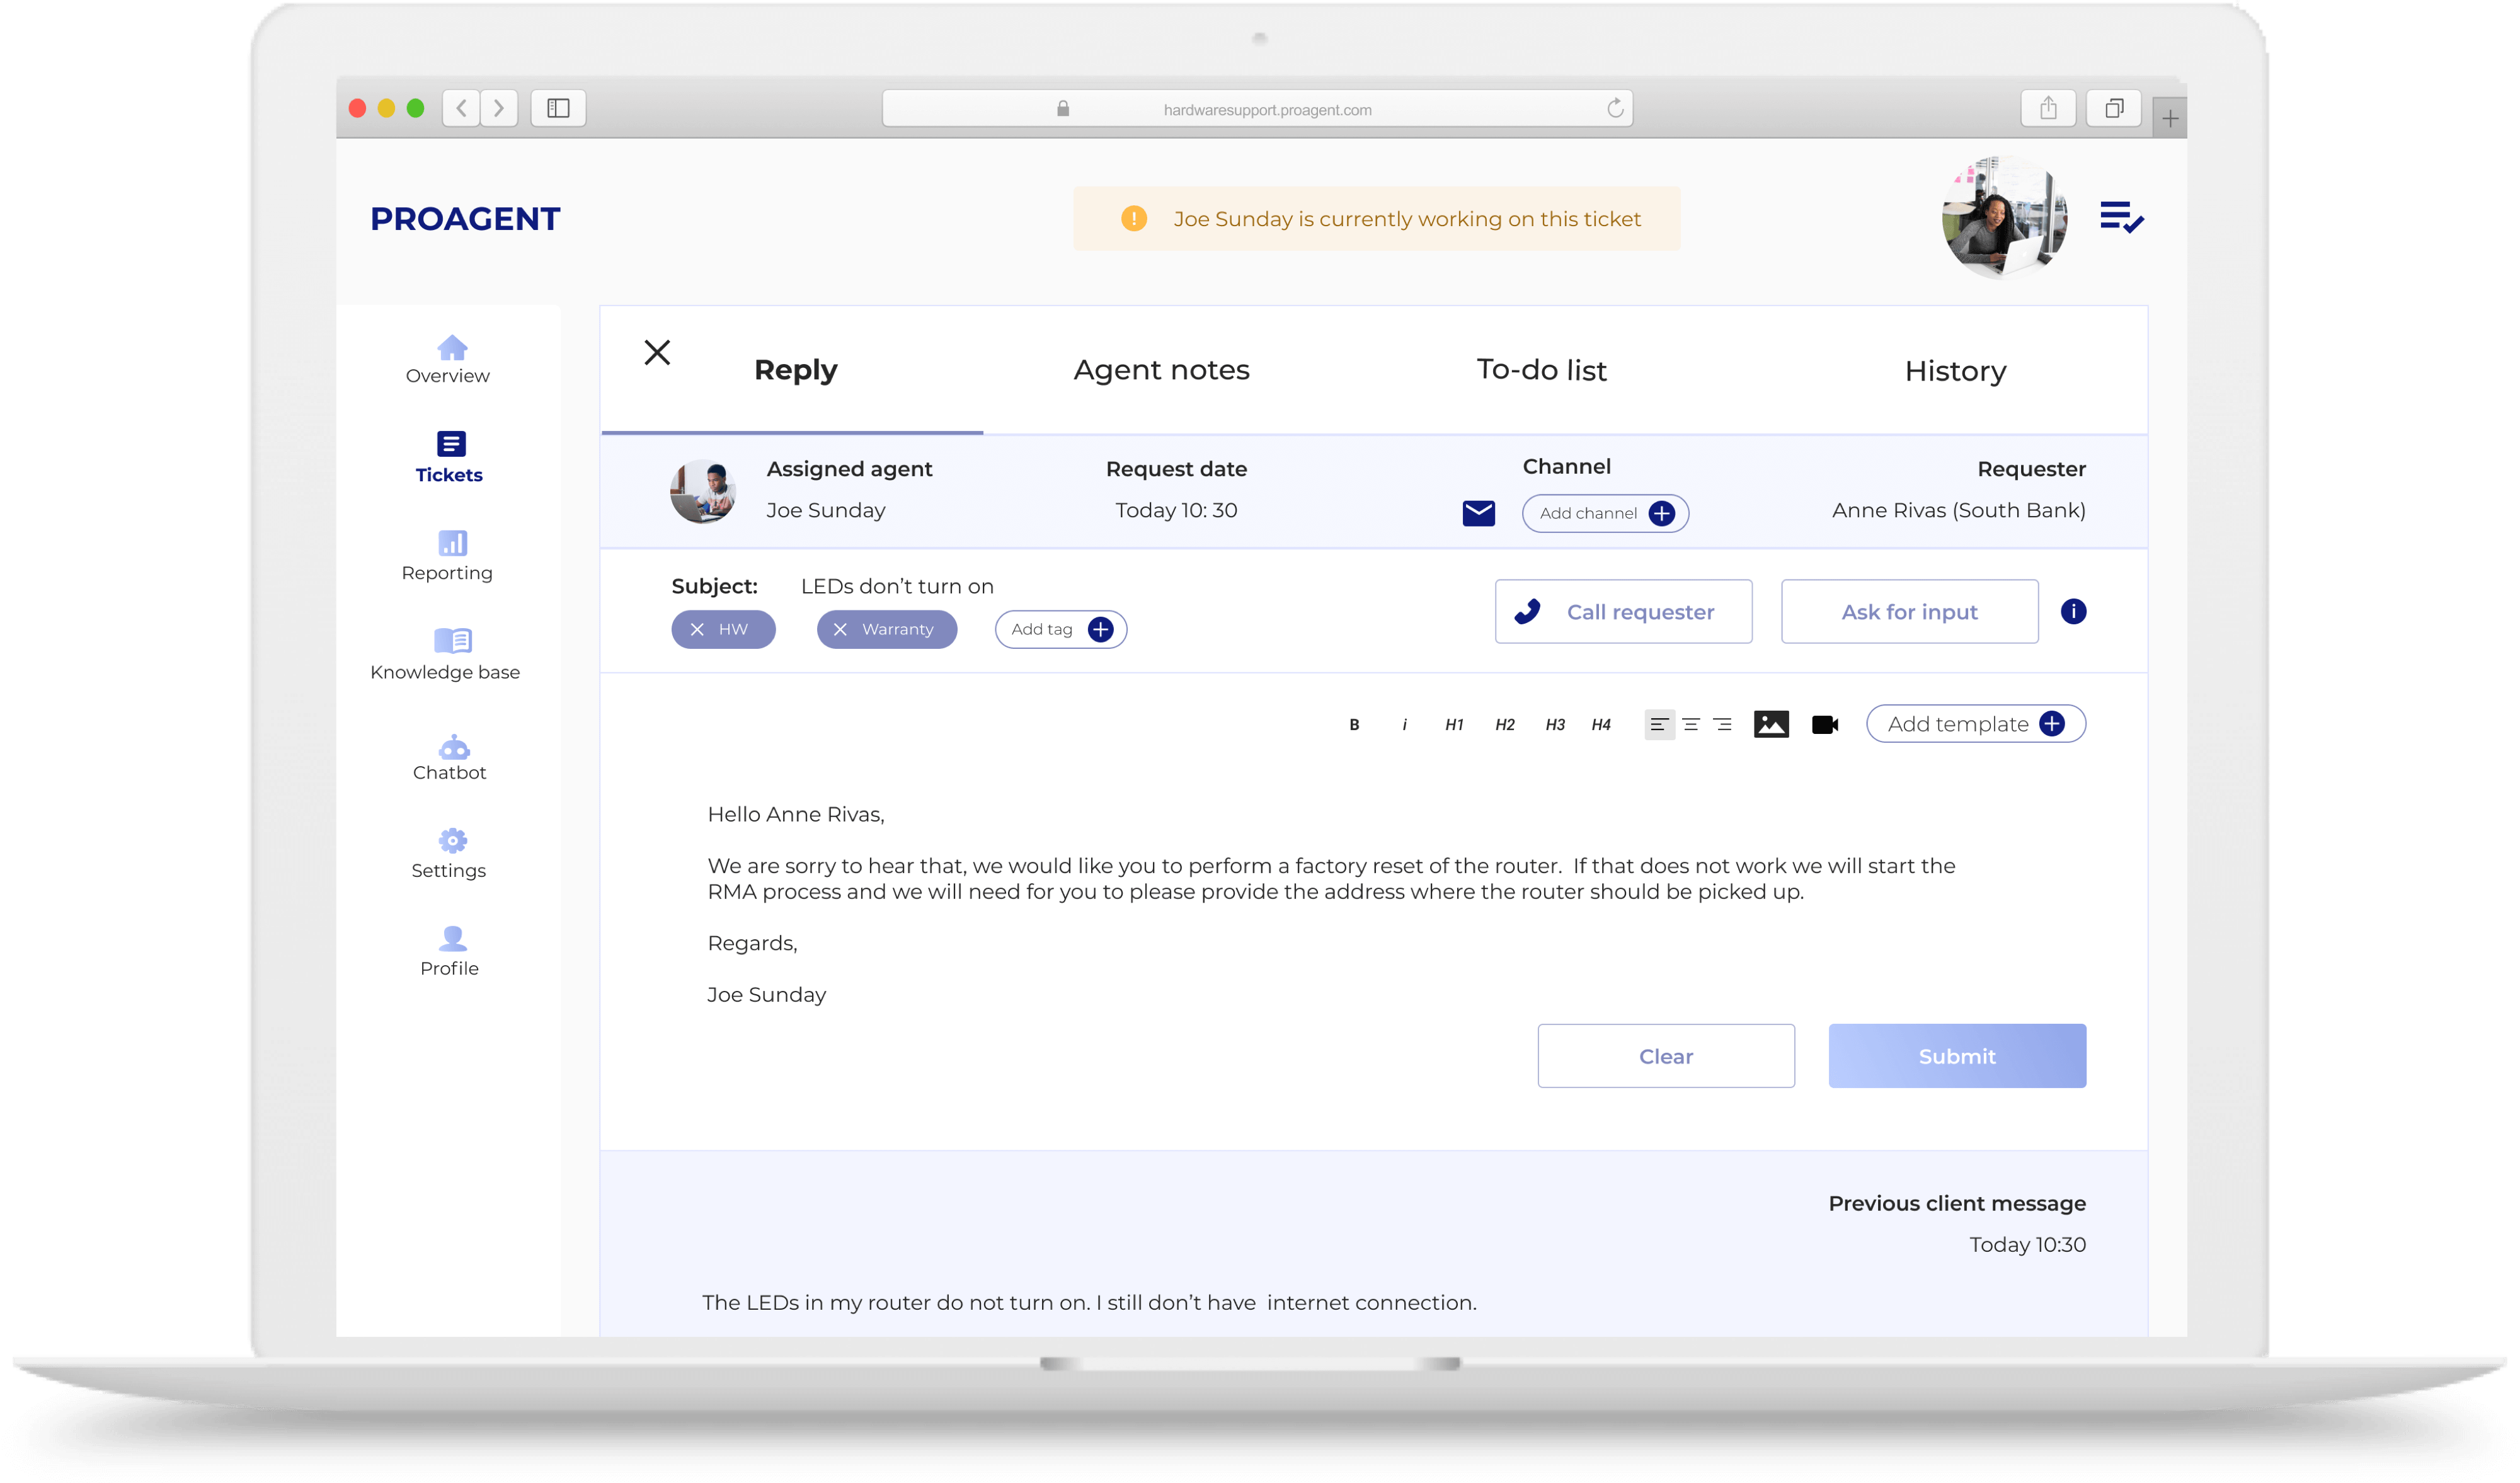 hardwaresupport.proagent.com
PROAGENT
Joe Sunday is currently working on this ticket
Overview
Tickets
Reporting
Knowledge base
Chatbot
Settings
Profile
Reply
Agent notes
To-do list
History
Assigned agent
Joe Sunday
Request date
Today 10: 30
Channel
Add channel
Requester
Anne Rivas (South Bank)
Subject: LEDs don’t turn on
HW
Warranty
Add tag
Call requester
Ask for input
B i H1 H2 H3 H4
Add template
Hello Anne Rivas,
We are sorry to hear that, we would like you to perform a factory reset of the router.  If that does not work we will start the
RMA process and we will need for you to please provide the address where the router should be picked up.
Regards,
Joe Sunday
Clear
Submit
Previous client message
Today 10:30
The LEDs in my router do not turn on. I still don’t have  internet connection.